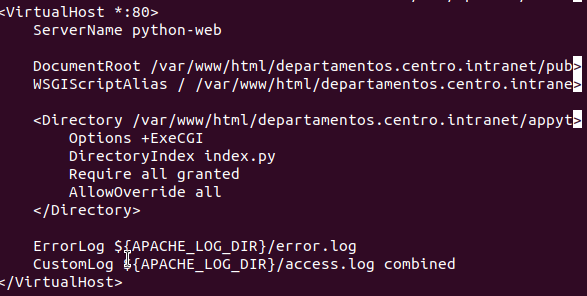 <VirtualHost *:80>
ServerName python-web
DocumentRoot /var/www/html/departamentos.centro.intranet/pub>
WSGIScriptAlias / /var/www/html/departamentos.centro.intrane>
<Directory /var/www/html/departamentos.centro.intranet/appyt>
Options +ExeCGI
DirectoryIndex index.py
Require all granted
AllowOverride all
</Directory>
ErrorLog ${APACHE_LOG_DIR}/error.log
CustomLog ${APACHE_LOG_DIR}/access.log combined
</VirtualHost>